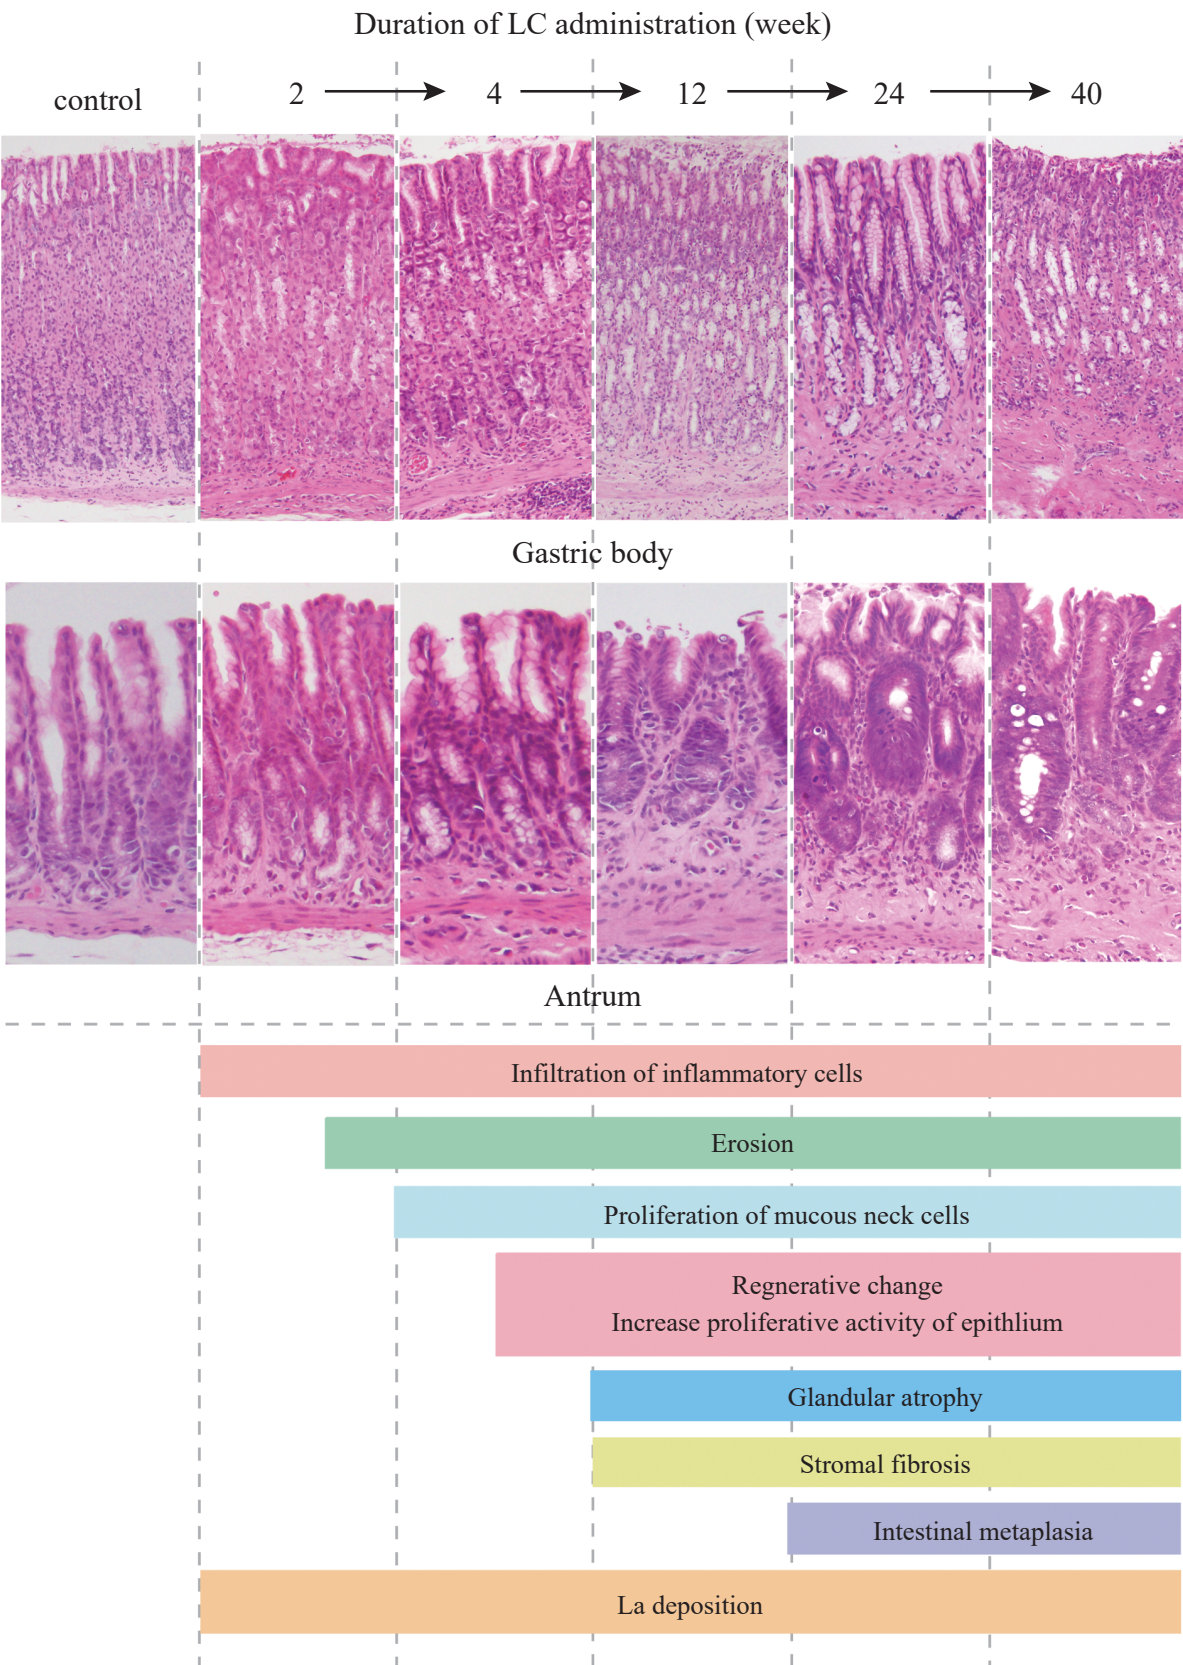 Duration of LC administration (week)
control 2 4 12 24 40
Gastric body
Antrum
Infiltration of inflammatory cells
Erosion
Proliferation of mucous neck cells
Regnerative change
Increase proliferative activity of epithlium
Glandular atrophy
Stromal fibrosis
Intestinal metaplasia
La deposition